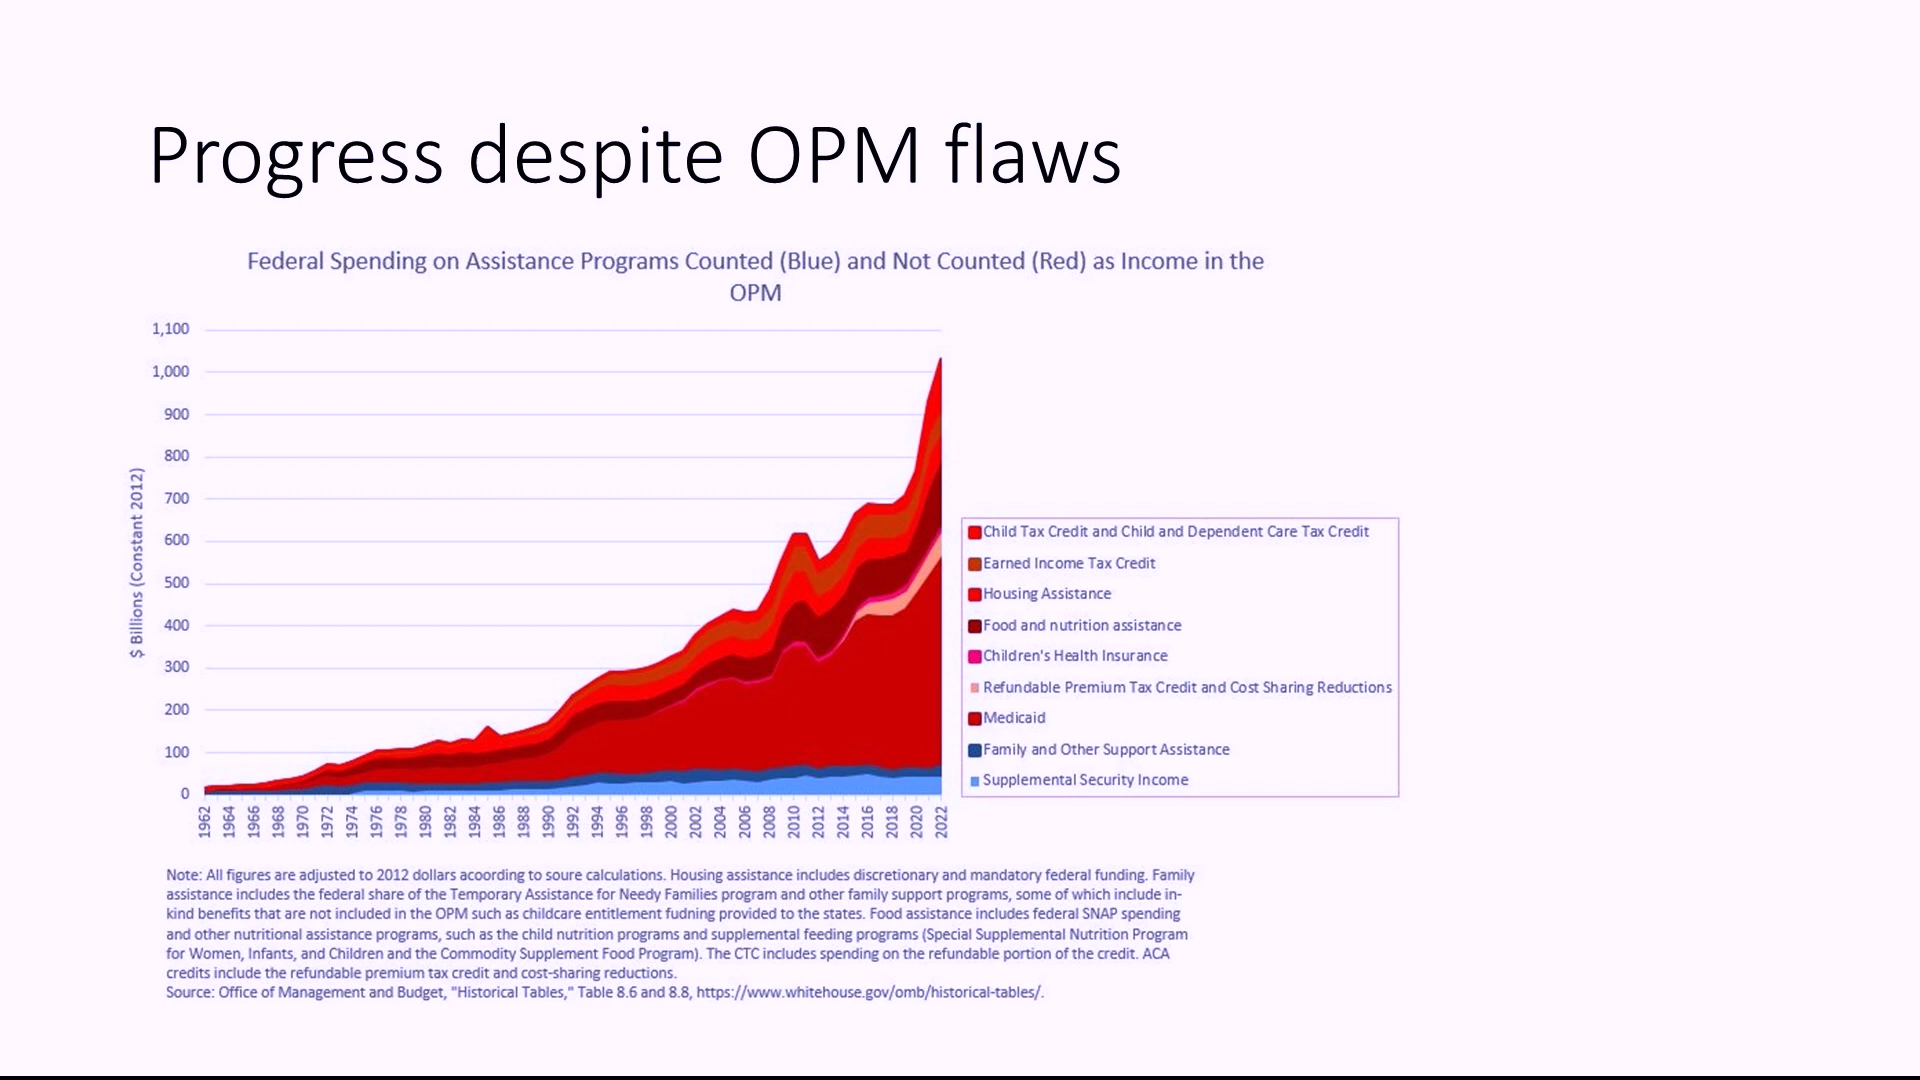 Progress despite OPM flaws
Federal Spending on Assistance Programs Counted (Blue) and Not Counted (Red) as Income in the
OPM
$ Billions (Constant 2012)
1,100
1,000
900
800
700
600
500
400
300
200
100
0
1962 1964 1966 1968 1970 1972 1974 1976 1978 1980 1982 1984 1986 1988 1990 1992 1994 1996 1998 2000 2002 2004 2006 2008 2010 2012 2014 2016 2018 2020 2022
Child Tax Credit and Child and Dependent Care Tax Credit
Earned Income Tax Credit
Housing Assistance
Food and nutrition assistance
Children's Health Insurance
Refundable Premium Tax Credit and Cost Sharing Reductions
Medicaid
Family and Other Support Assistance
Supplemental Security Income
Note: All figures are adjusted to 2012 dollars acoording to soure calculations. Housing assistance includes discretionary and mandatory federal funding. Family
assistance includes the federal share of the Temporary Assistance for Needy Families program and other family support programs, some of which include in-
kind benefits that are not included in the OPM such as childcare entitlement fudning provided to the states. Food assistance includes federal SNAP spending
and other nutritional assistance programs, such as the child nutrition programs and supplemental feeding programs (Special Supplemental Nutrition Program
for Women, Infants, and Children and the Commodity Supplement Food Program). The CTC includes spending on the refundable portion of the credit. ACA
credits include the refundable premium tax credit and cost-sharing reductions.
Source: Office of Management and Budget, "Historical Tables," Table 8.6 and 8.8, https://www.whitehouse.gov/omb/historical-tables/.